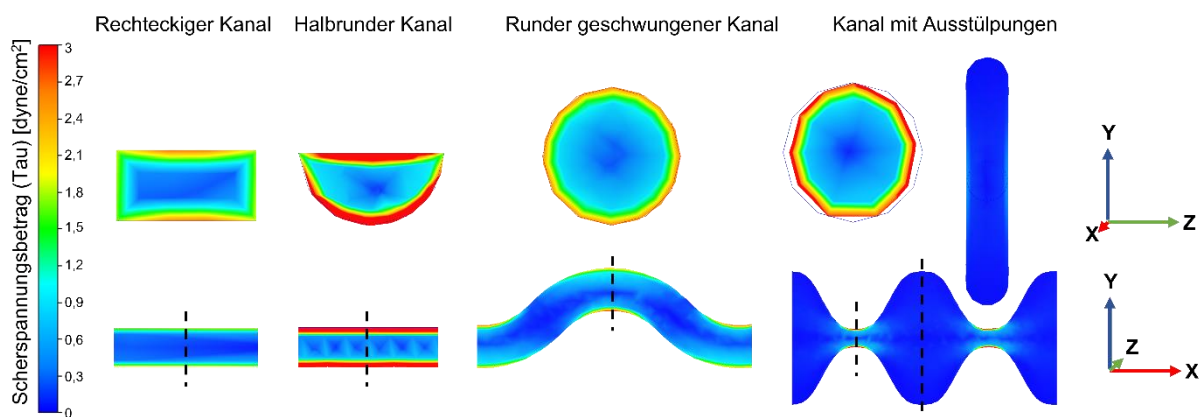 Rechteckiger Kanal
Halbrunder Kanal
Runder geschwungener Kanal
Kanal mit Ausstülpungen
Scherspannungsbetrag (Tau) [dyne/cm²]
3
2,7
2,4
2,1
1,8
1,5
1,2
0,9
0,6
0,3
0
Y
Z
X
Y
Z
X